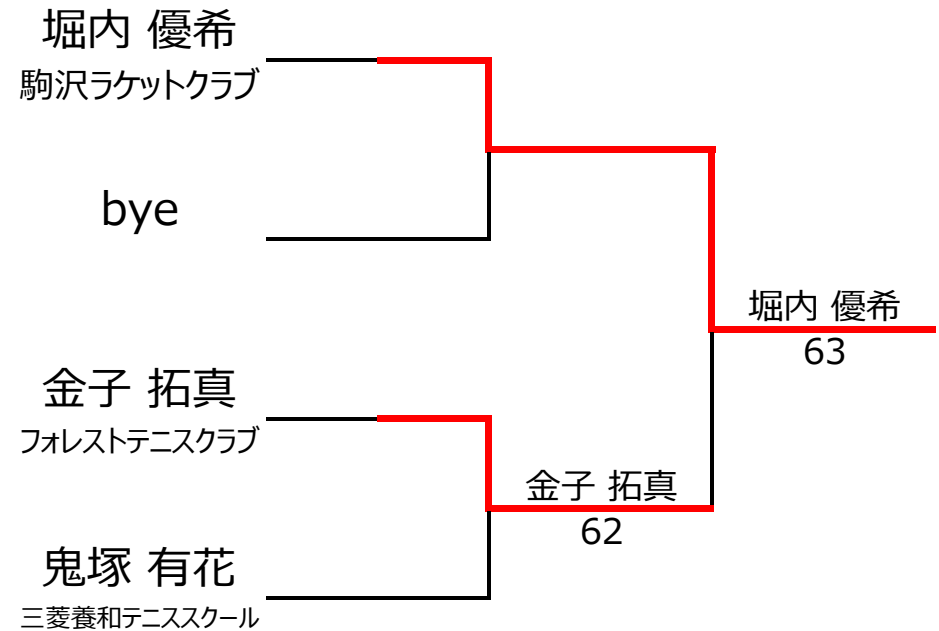 堀内 優希
駒沢ラケットクラブ
bye
堀内 優希
63
金子 拓真
フォレストテニスクラブ
金子 拓真
62
鬼塚 有花
三菱養和テニススクール